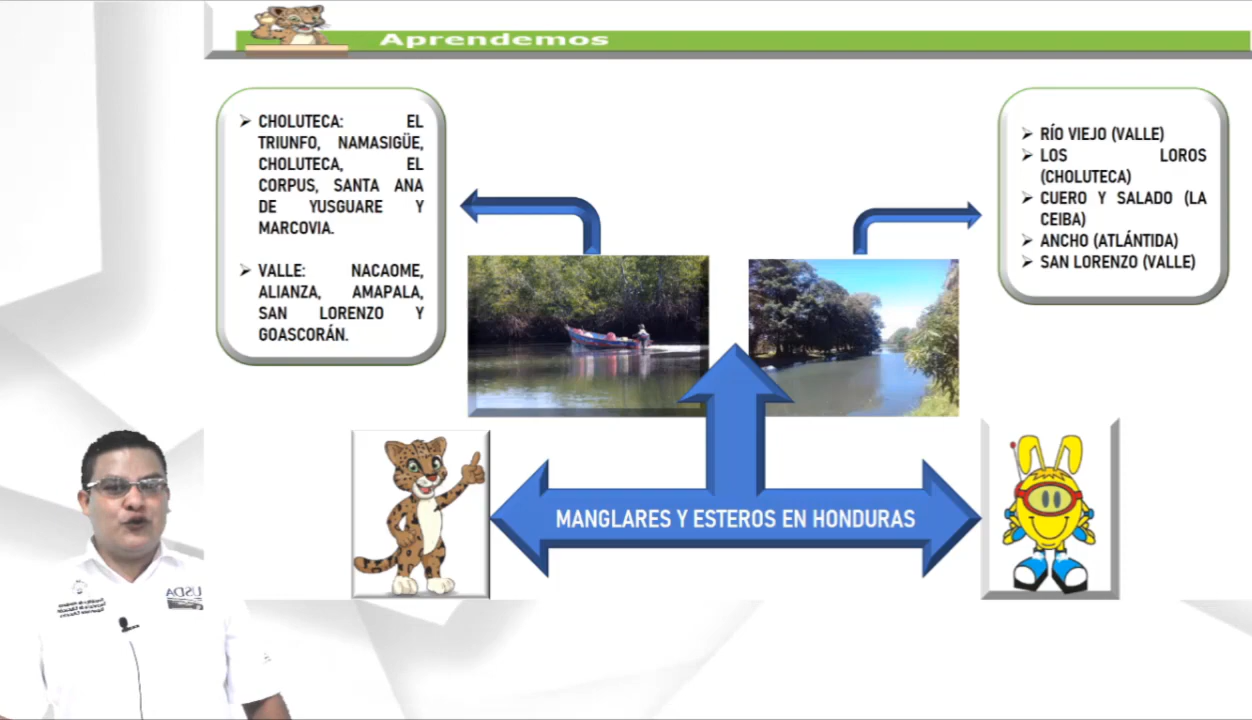 Aprendemos
➢ CHOLUTECA: EL
TRIUNFO, NAMASIGÜE,
CHOLUTECA, EL
CORPUS, SANTA ANA
DE YUSGUARE Y
MARCOVIA.
➢ VALLE: NACAOME,
ALIANZA, AMAPALA,
SAN LORENZO Y
GOASCORÁN.
➢ RÍO VIEJO (VALLE)
➢ LOS LOROS
(CHOLUTECA)
➢ CUERO Y SALADO (LA
CEIBA)
➢ ANCHO (ATLÁNTIDA)
➢ SAN LORENZO (VALLE)
MANGLARES Y ESTEROS EN HONDURAS
USDA